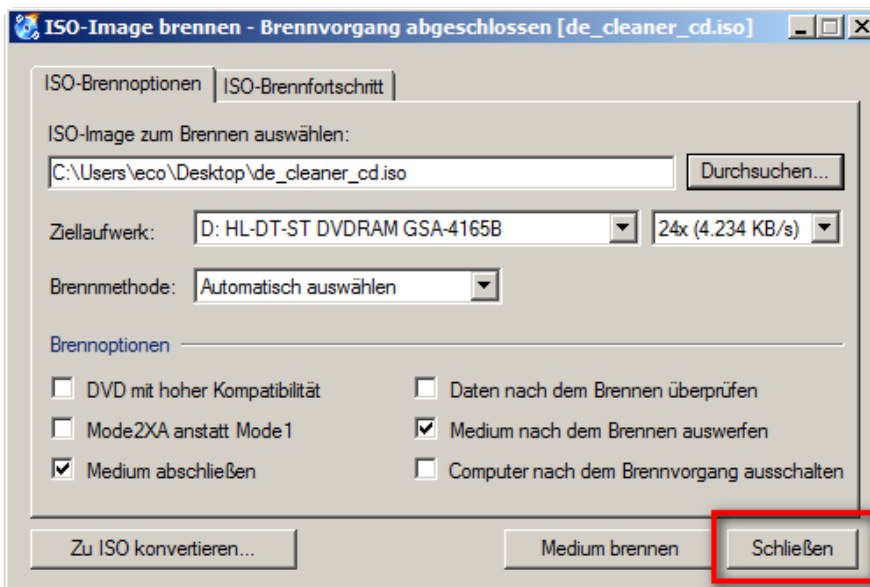 ISO-Image brennen - Brennvorgang abgeschlossen [de_cleaner_cd.iso]
ISO-Brennoptionen ISO-Brennfortschritt
ISO-Image zum Brennen auswählen:
C:\Users\eco\Desktop\de_cleaner_cd.iso Durchsuchen...
Ziellaufwerk: D: HL-DT-ST DVDRAM GSA-4165B 24x (4.234 KB/s)
Brennmethode: Automatisch auswählen
Brennoptionen
DVD mit hoher Kompatibilität Daten nach dem Brennen überprüfen
Mode2XA anstatt Mode1 Medium nach dem Brennen auswerfen
Medium abschließen Computer nach dem Brennvorgang ausschalten
Zu ISO konvertieren... Medium brennen Schließen